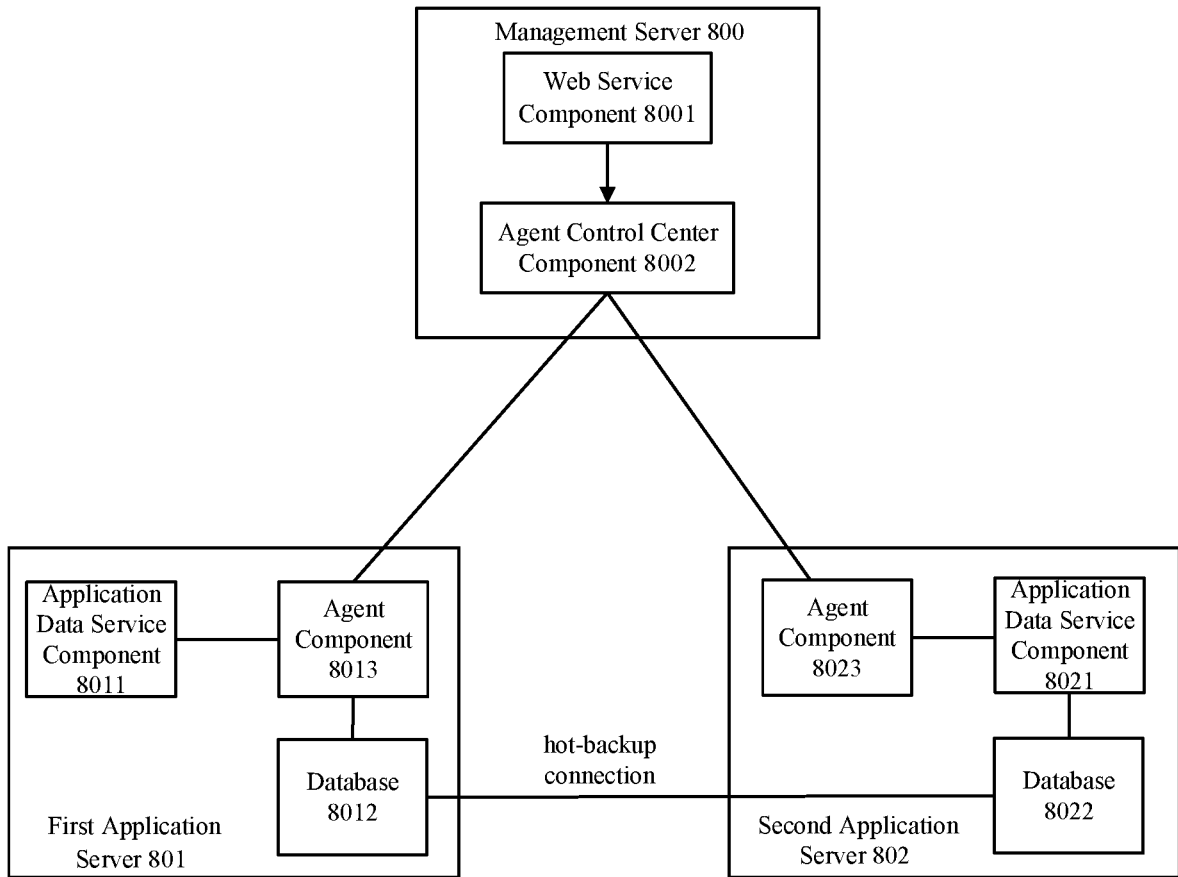 Management Server 800
Web Service
Component 8001
Agent Control Center
Component 8002
Application
Data Service
Component
8011
Agent
Component
8013
Database
8012
First Application
Server 801
hot-backup
connection
Agent
Component
8023
Application
Data Service
Component
8021
Database
8022
Second Application
Server 802